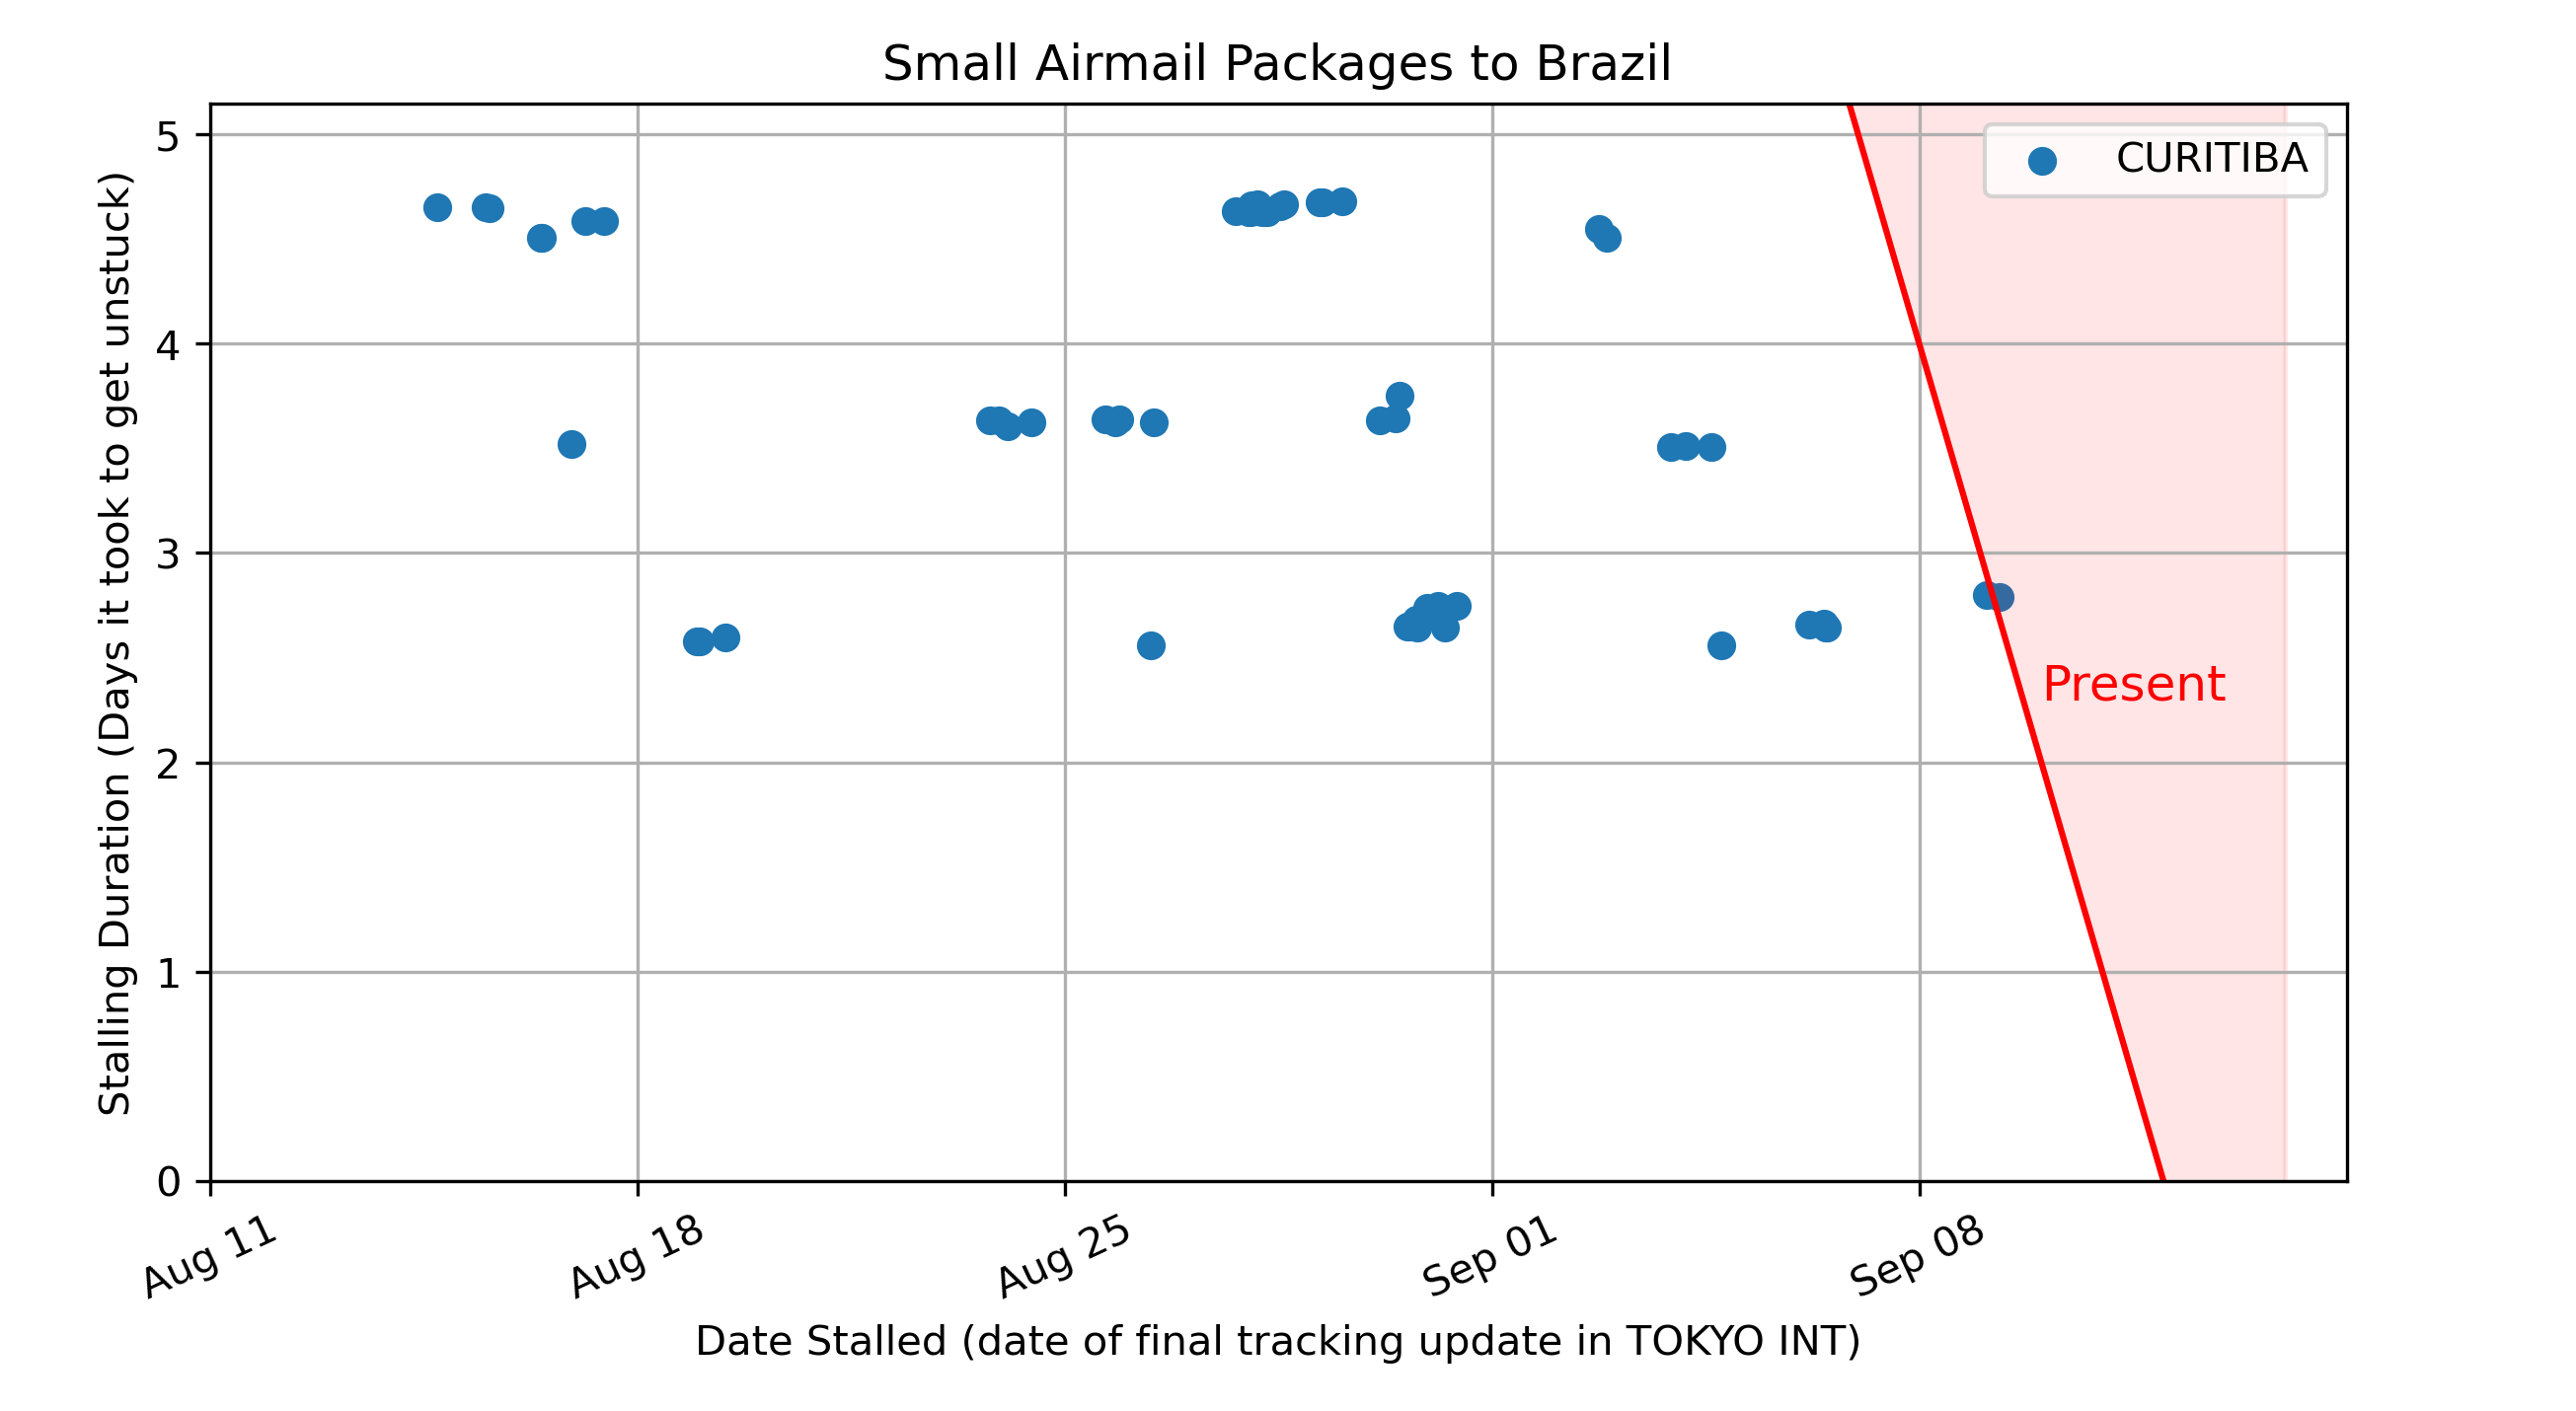 Small Airmail Packages to Brazil
CURITIBA
Present
Stalling Duration (Days it took to get unstuck)
5
4
3
2
1
0
Aug 11
Aug 18
Aug 25
Sep 01
Sep 08
Date Stalled (date of final tracking update in TOKYO INT)